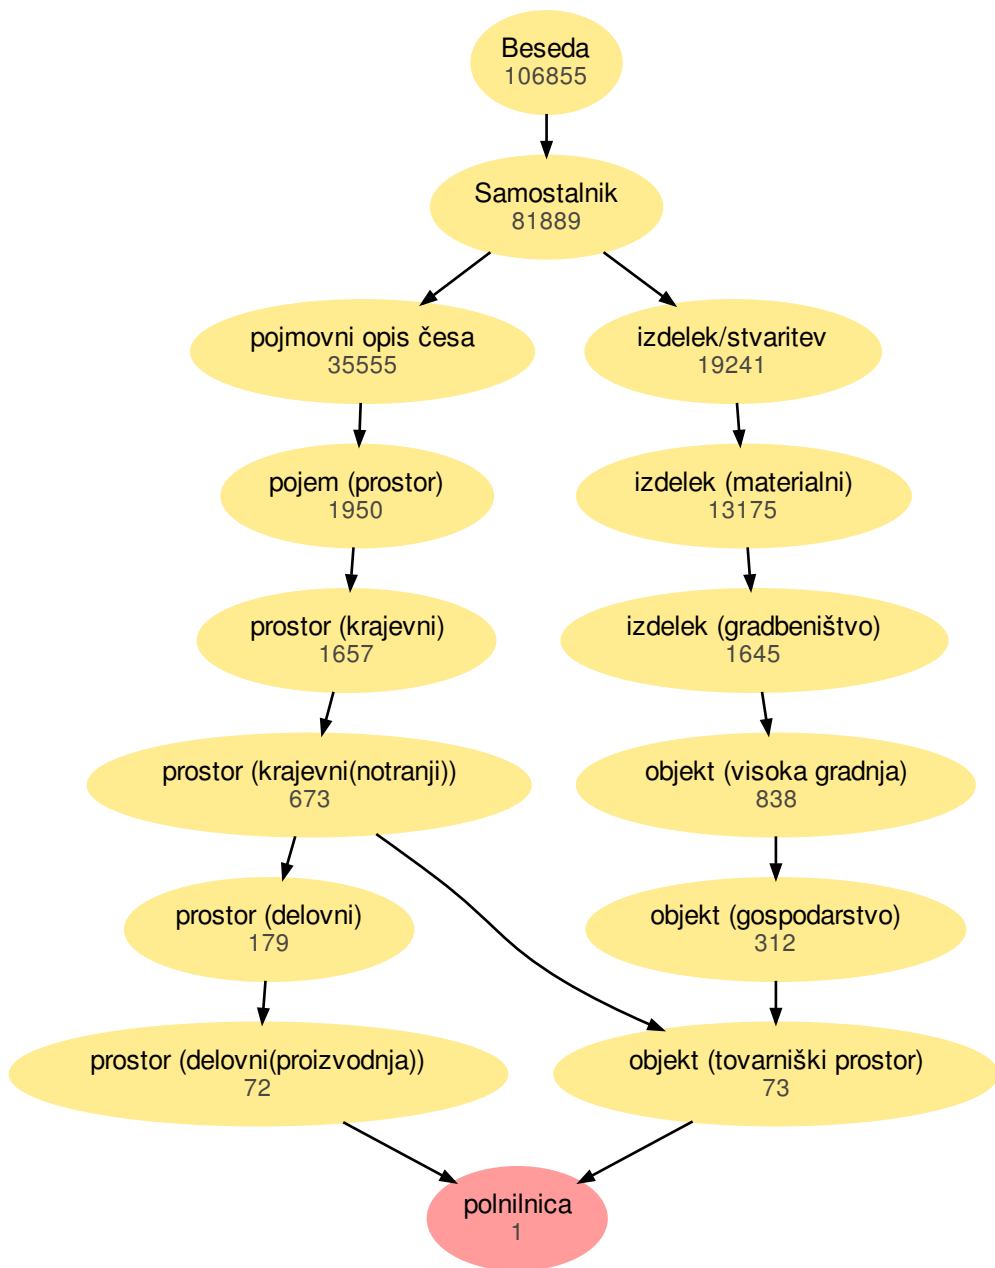 Beseda
106855
Samostalnik
81889
pojmovni opis česa
35555
izdelek/stvaritev
19241
pojem (prostor)
1950
izdelek (materialni)
13175
prostor (krajevni)
1657
izdelek (gradbeništvo)
1645
prostor (krajevni(notranji))
673
objekt (visoka gradnja)
838
prostor (delovni)
179
objekt (gospodarstvo)
312
prostor (delovni(proizvodnja))
72
objekt (tovarniški prostor)
73
polnilnica
1